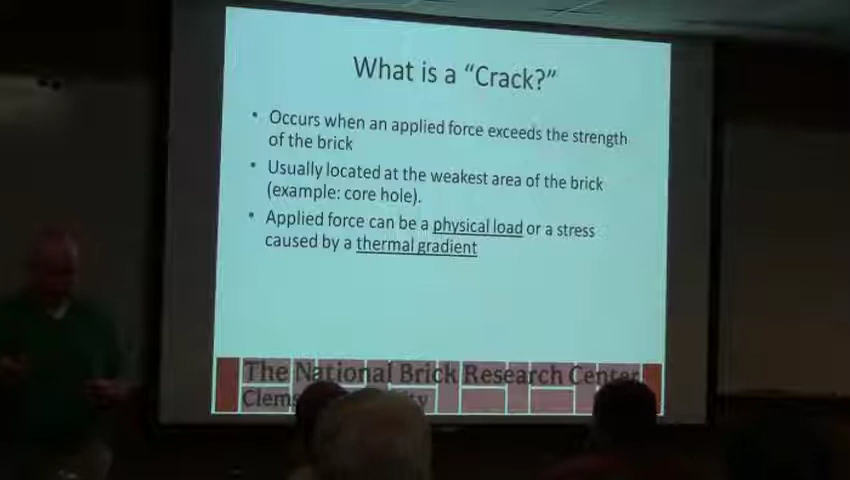 What is a “Crack?”
• Occurs when an applied force exceeds the strength
of the brick
• Usually located at the weakest area of the brick
(example: core hole).
• Applied force can be a physical load or a stress
caused by a thermal gradient
The National Brick Research Center